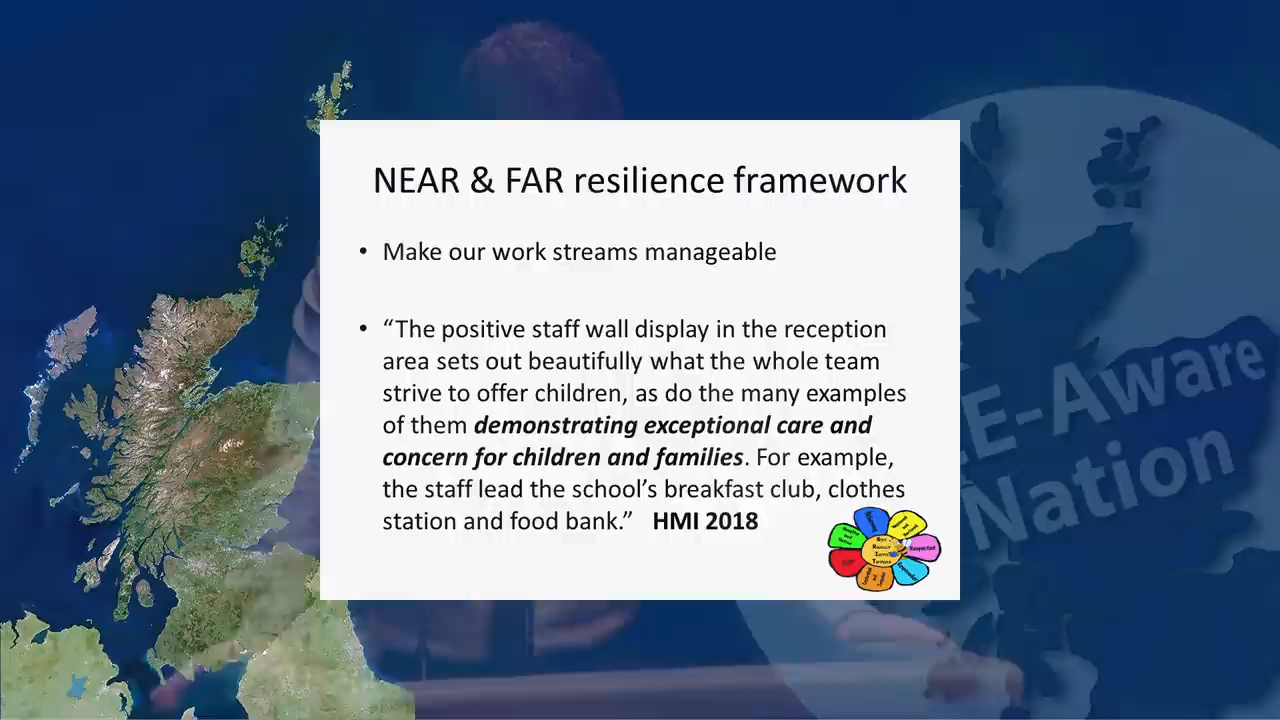 NEAR & FAR resilience framework
• Make our work streams manageable
• “The positive staff wall display in the reception
area sets out beautifully what the whole team
strive to offer children, as do the many examples
of them demonstrating exceptional care and
concern for children and families. For example,
the staff lead the school’s breakfast club, clothes
station and food bank.” HMI 2018
Respected
E-Aware
Nation